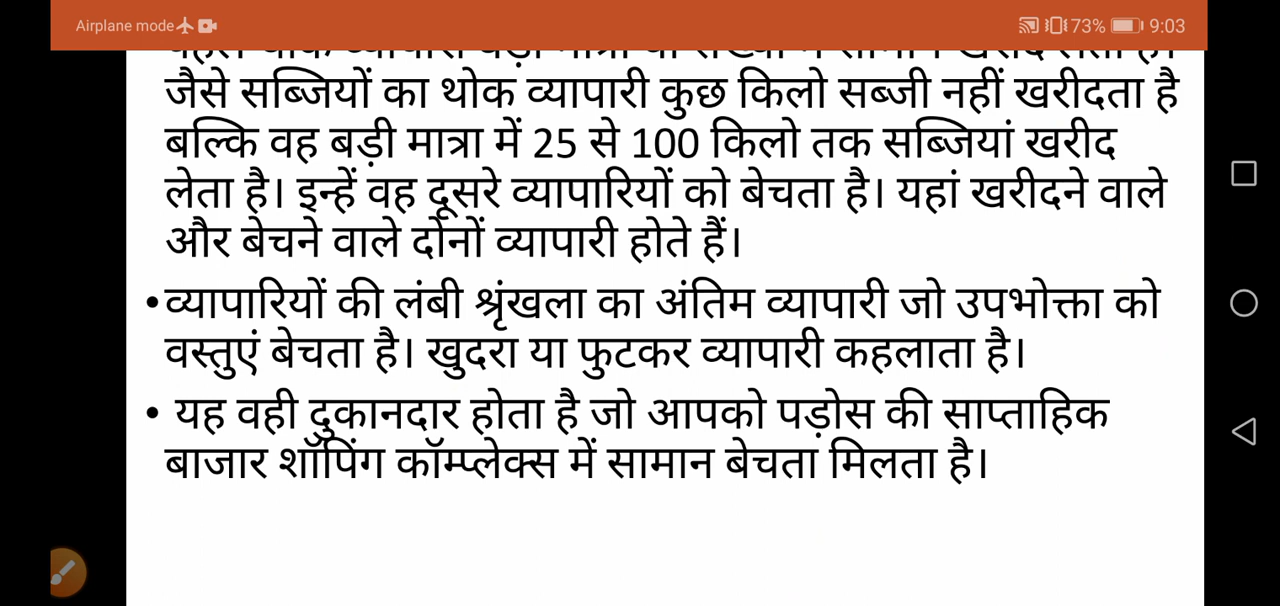 Airplane mode 73% 9:03
जैसे सब्जियों का थोक व्यापारी कुछ किलो सब्जी नहीं खरीदता है
बल्कि वह बड़ी मात्रा में 25 से 100 किलो तक सब्जियां खरीद
लेता है। इन्हें वह दूसरे व्यापारियों को बेचता है। यहां खरीदने वाले
और बेचने वाले दोनों व्यापारी होते हैं।
•व्यापारियों की लंबी श्रृंखला का अंतिम व्यापारी जो उपभोक्ता को
वस्तुएं बेचता है। खुदरा या फुटकर व्यापारी कहलाता है।
• यह वही दुकानदार होता है जो आपको पड़ोस की साप्ताहिक
बाजार शॉपिंग कॉम्प्लेक्स में सामान बेचता मिलता है।